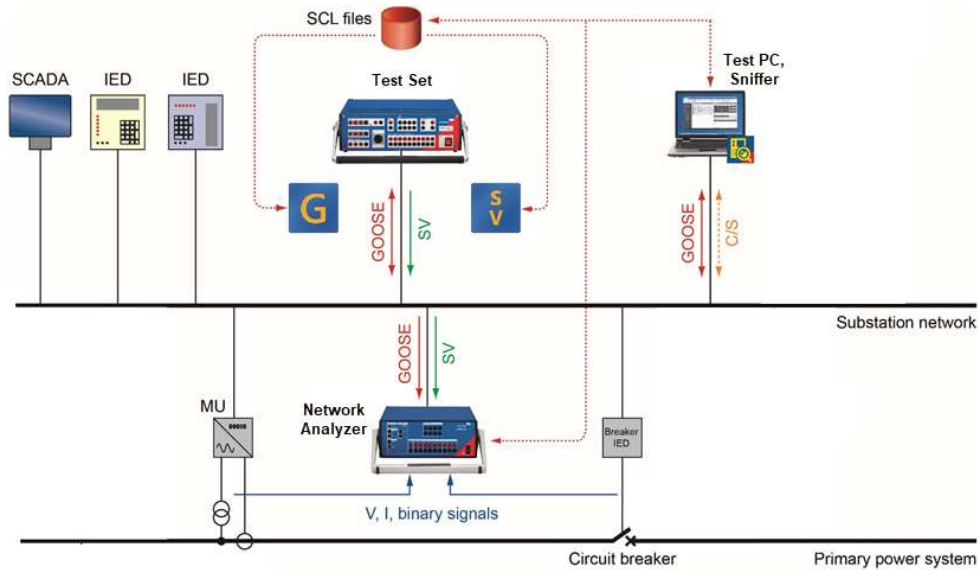 SCL files
Test Set
Test PC,
Sniffer
SCADA
IED
IED
G
S
V
GOOSE
SV
GOOSE
C/S
Substation network
GOOSE
SV
MU
Network
Analyzer
Breaker
IED
V, I, binary signals
Circuit breaker
Primary power system